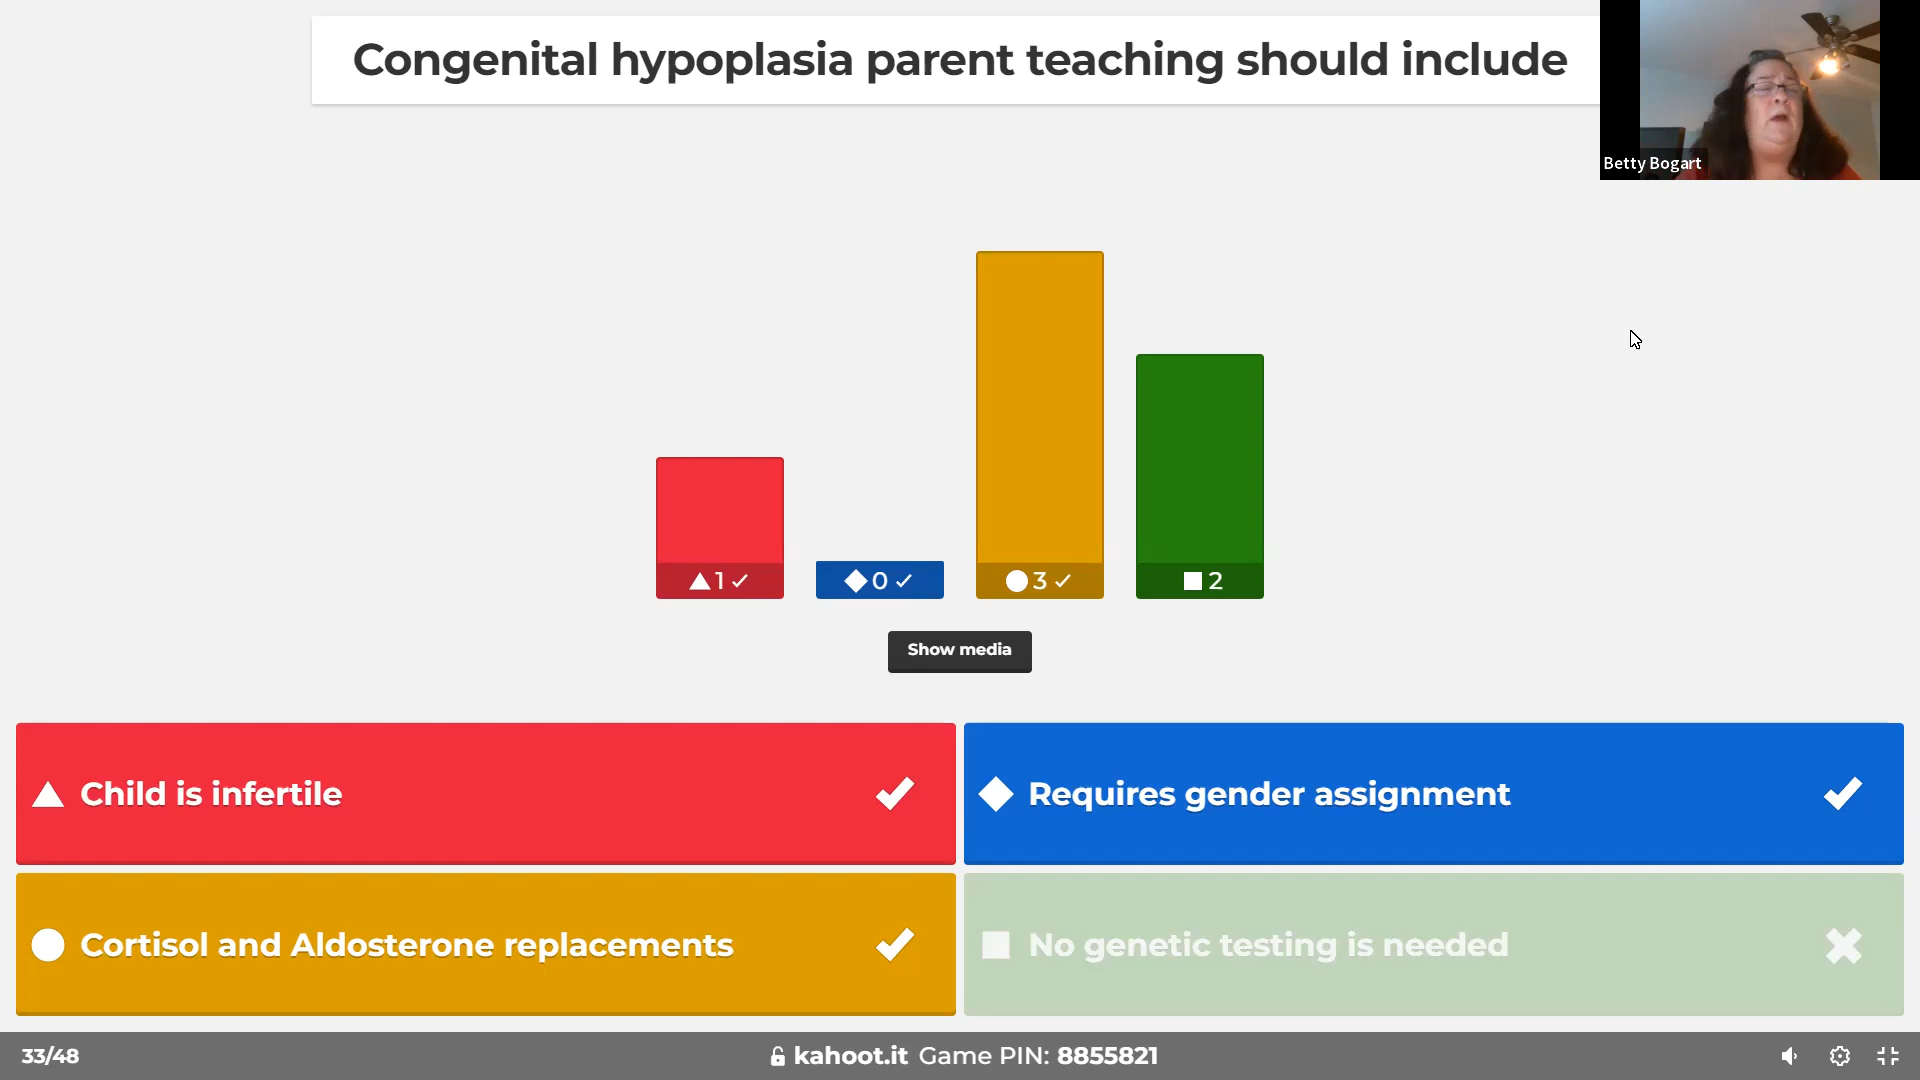 Congenital hypoplasia parent teaching should include
Betty Bogart
1
0
3
2
Show media
Child is infertile
Requires gender assignment
Cortisol and Aldosterone replacements
No genetic testing is needed
33/48
kahoot.it Game PIN: 8855821